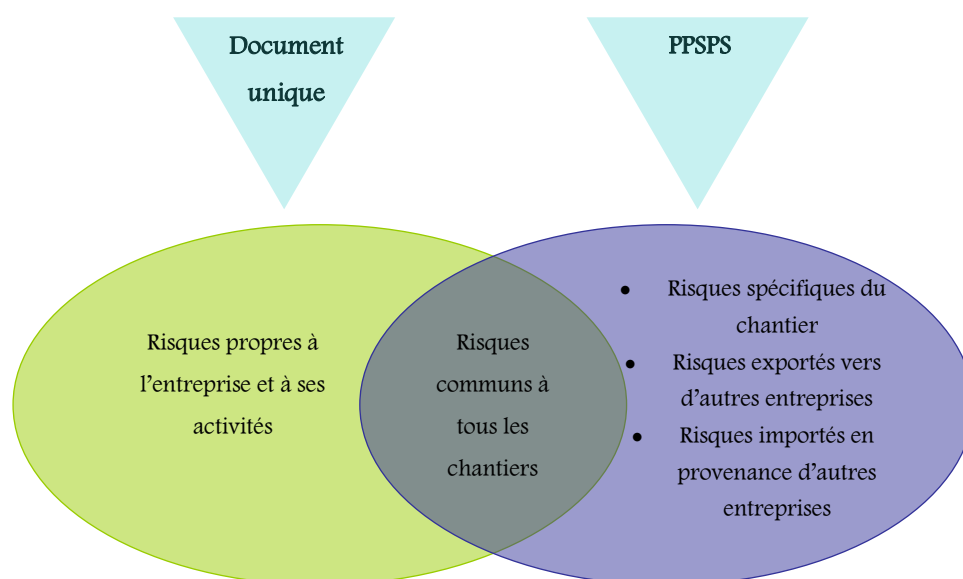 Document
unique
PPSPS
Risques propres à
l’entreprise et à ses
activités
Risques
communs à
tous les
chantiers
• Risques spécifiques du
chantier
• Risques exportés vers
d’autres entreprises
• Risques importés en
provenance d’autres
entreprises